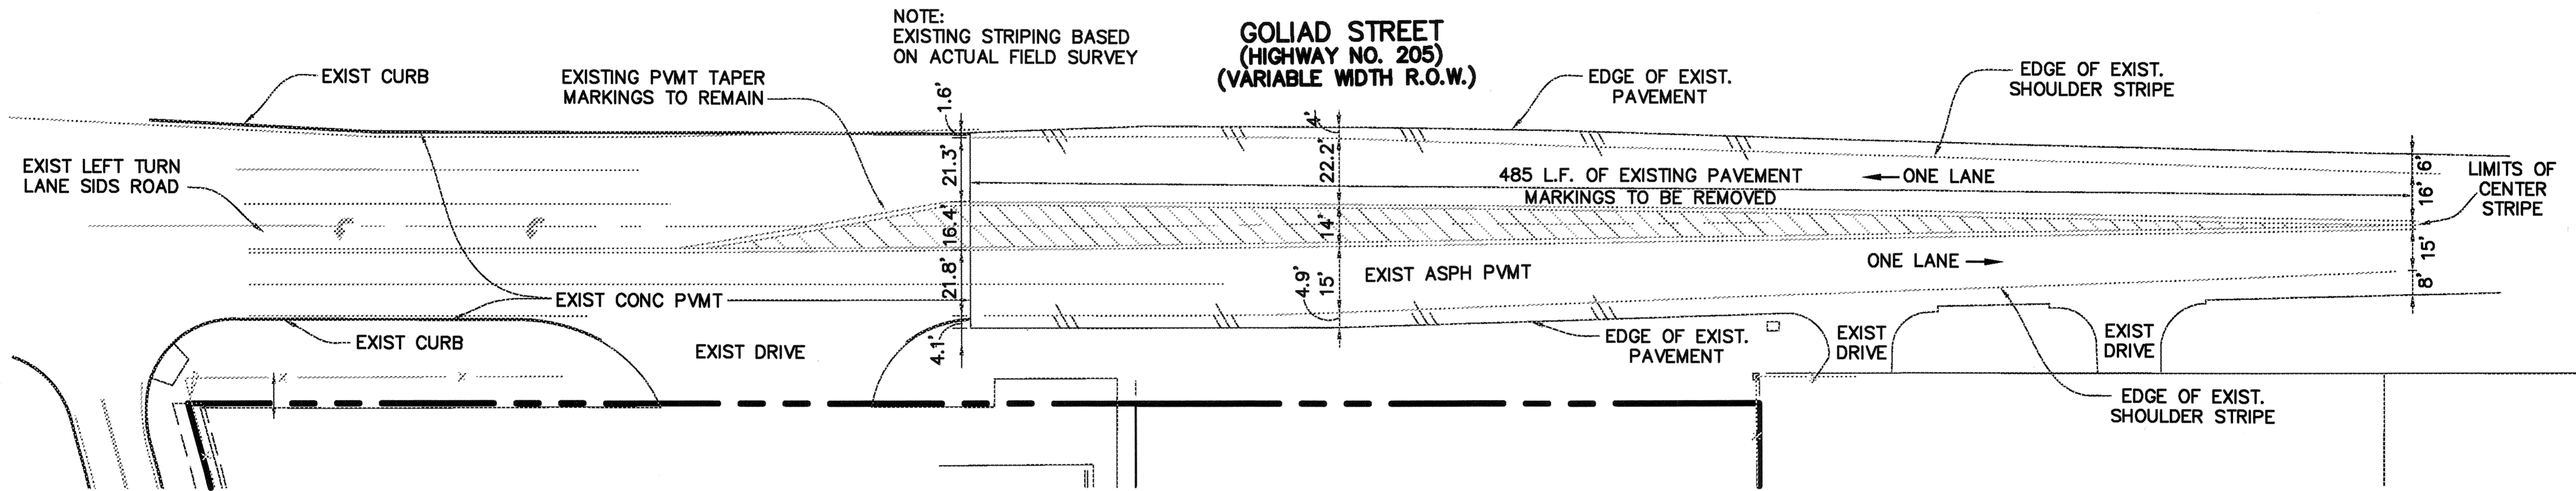 NOTE:
EXISTING STRIPING BASED
ON ACTUAL FIELD SURVEY
GOLIAD STREET
(HIGHWAY NO. 205)
(VARIABLE WIDTH R.O.W.)
EXIST CURB
EXISTING PVMT TAPER
MARKINGS TO REMAIN
EDGE OF EXIST.
PAVEMENT
EDGE OF EXIST.
SHOULDER STRIPE
EXIST LEFT TURN
LANE SIDS ROAD
1.6'
21.3'
16.4'
21.8'
4.1'
4'
22.2'
14'
15'
4.9'
485 L.F. OF EXISTING PAVEMENT
MARKINGS TO BE REMOVED
ONE LANE
6'
16'
15'
8'
LIMITS OF
CENTER
STRIPE
ONE LANE
EXIST ASPH PVMT
EXIST CONC PVMT
EXIST CURB
EXIST DRIVE
EDGE OF EXIST.
PAVEMENT
EXIST
DRIVE
EXIST
DRIVE
EDGE OF EXIST.
SHOULDER STRIPE